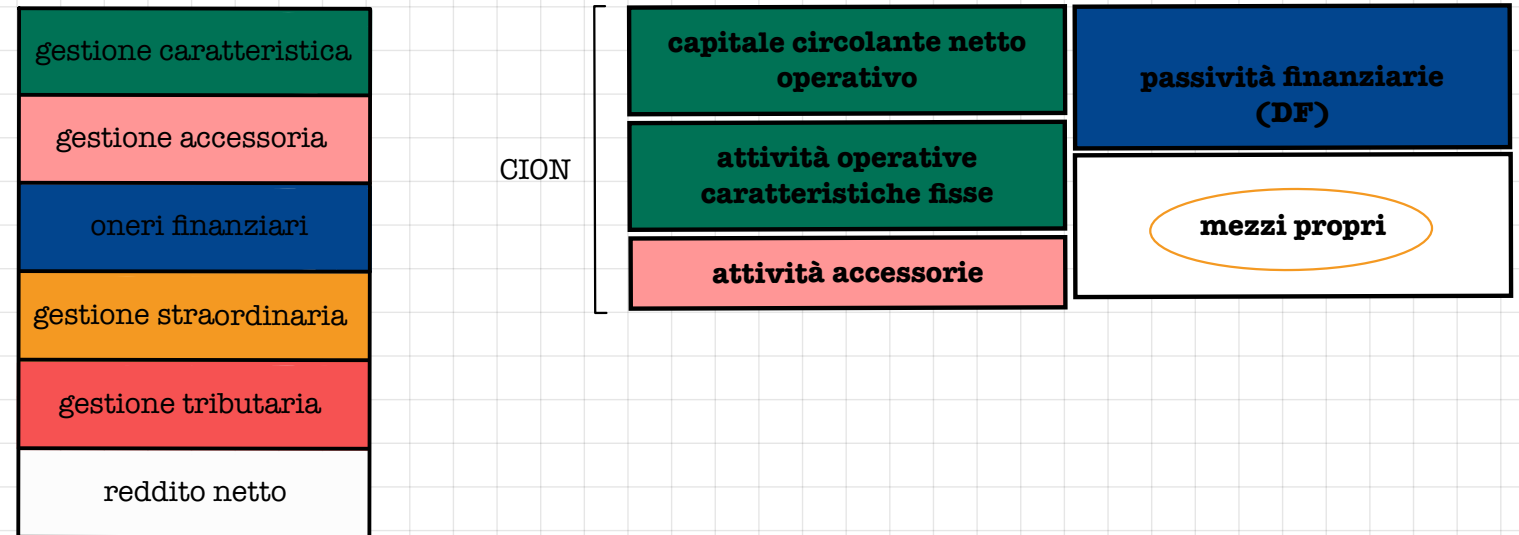 gestione caratteristica
gestione accessoria
oneri finanziari
gestione straordinaria
gestione tributaria
reddito netto
CION
capitale circolante netto
operativo
attività operative
caratteristiche fisse
attività accessorie
passività finanziarie
(DF)
mezzi propri